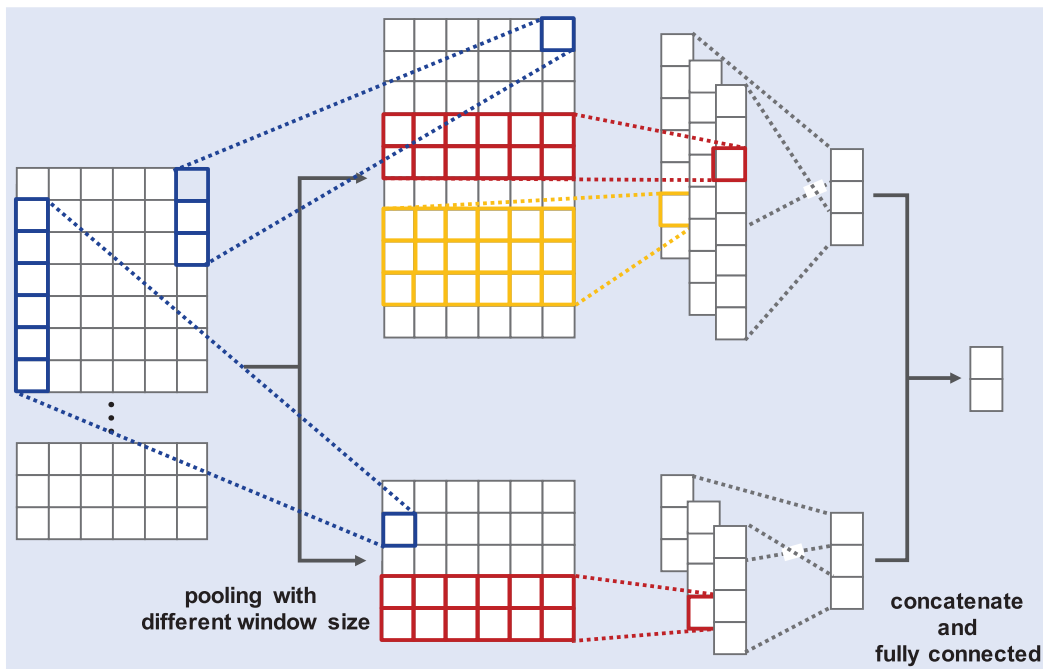 pooling with
different window size
concatenate
and
fully connected